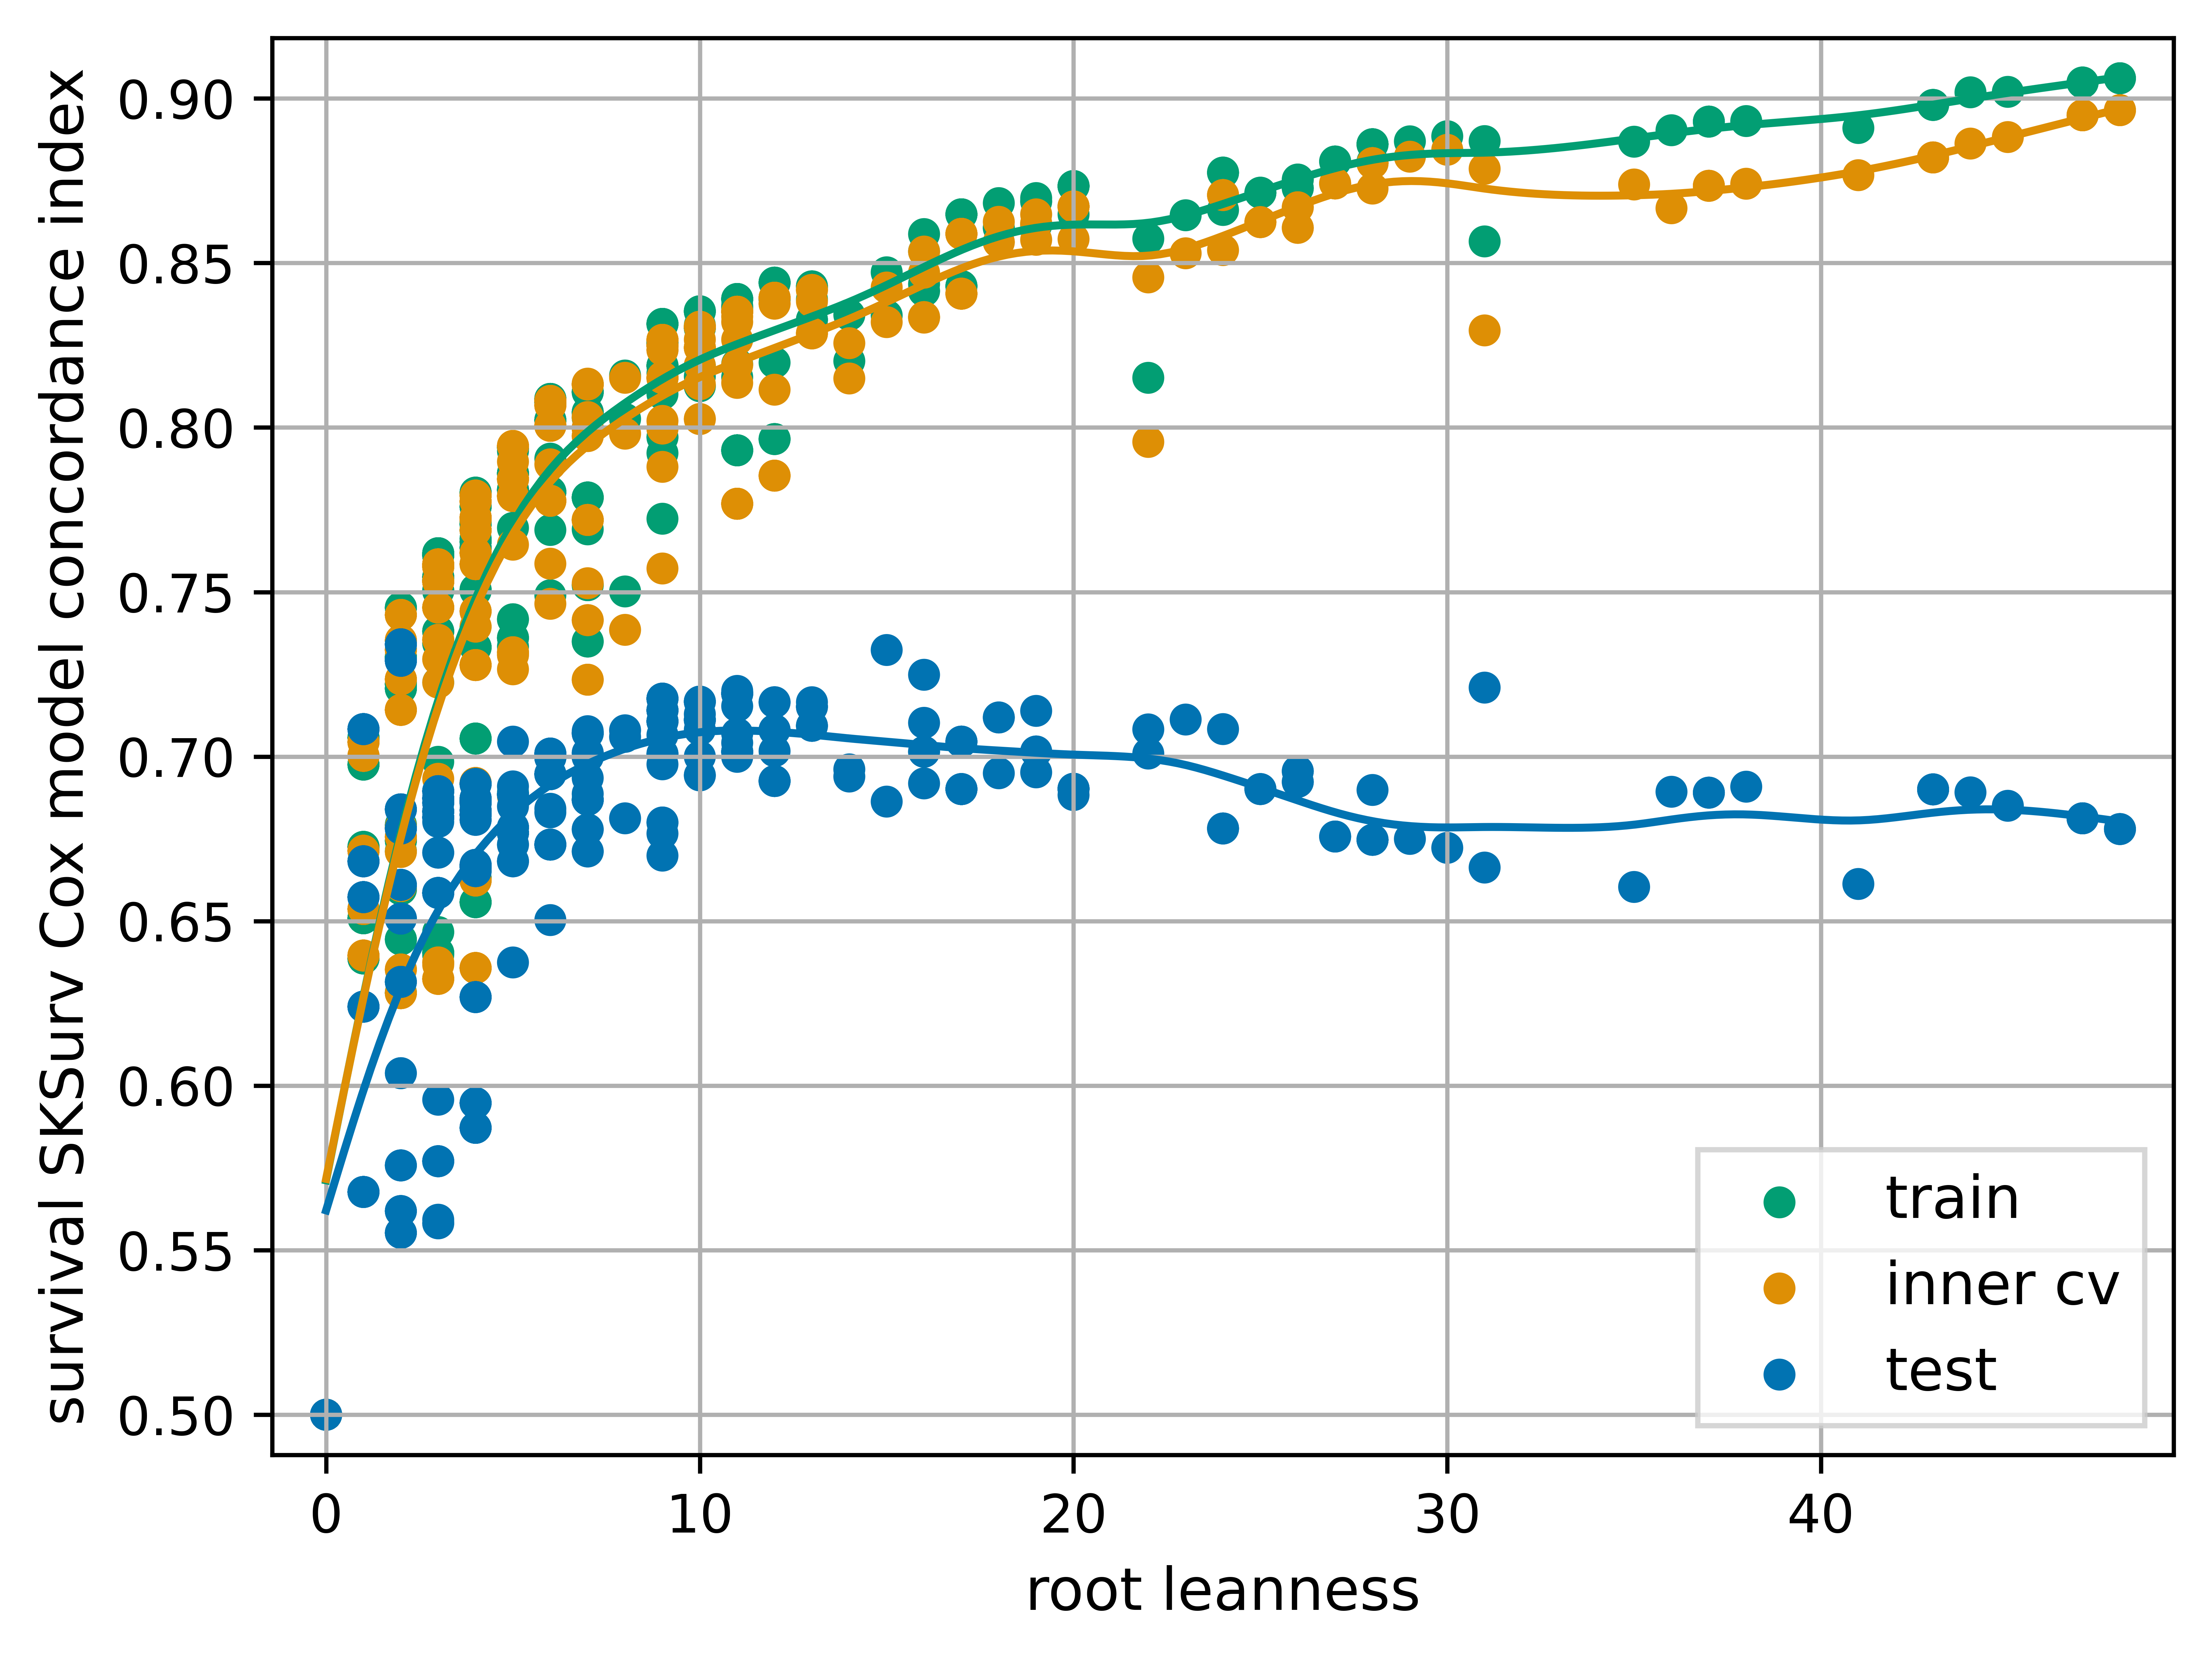 survival SKSurv Cox model concordance index
0.90
0.85
0.80
0.75
0.70
0.65
0.60
0.55
0.50
0 10 20 30 40
root leanness
train
inner cv
test